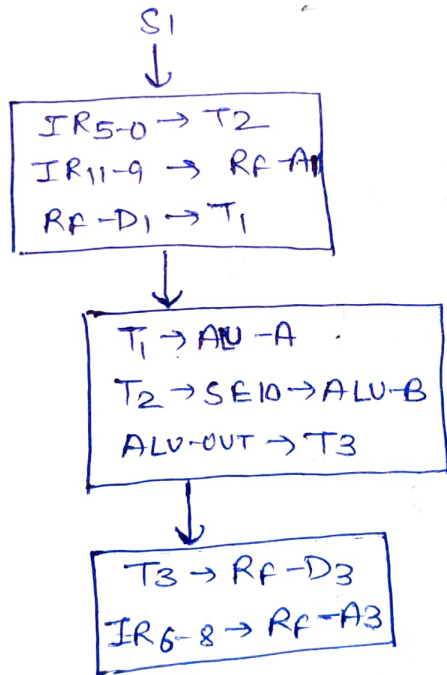 S1
IR5-0 → T2
IR11-9 → RF-A1
RF-D1 → T1
T1 → ALU-A
T2 → SE10 → ALU-B
ALU-OUT → T3
T3 → RF-D3
IR6-8 → RF-A3